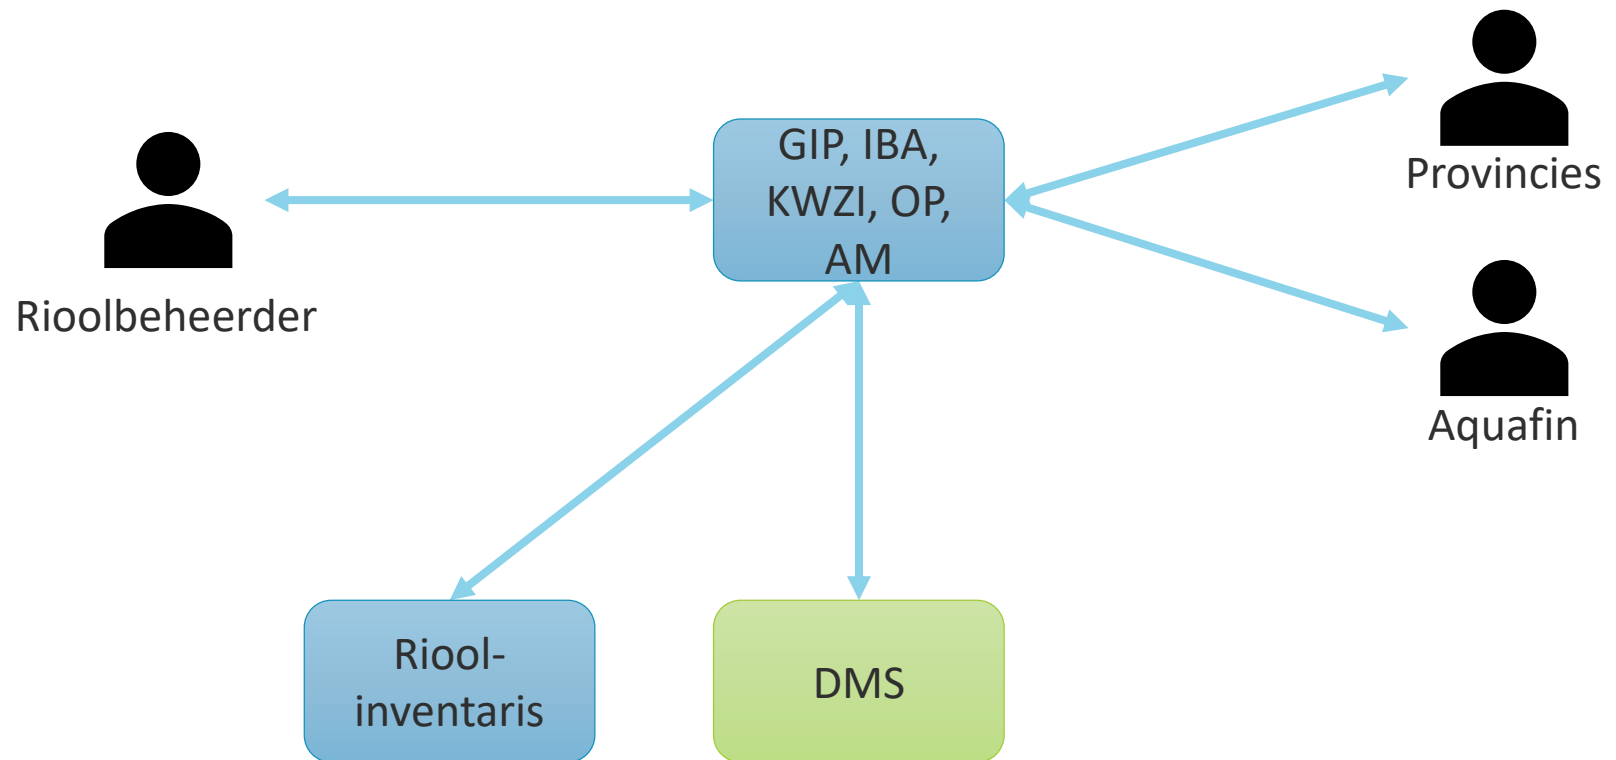 GIP, IBA,
KWZI, OP,
AM
Provincies
Rioolbeheerder
Aquafin
Riool-
inventaris
DMS